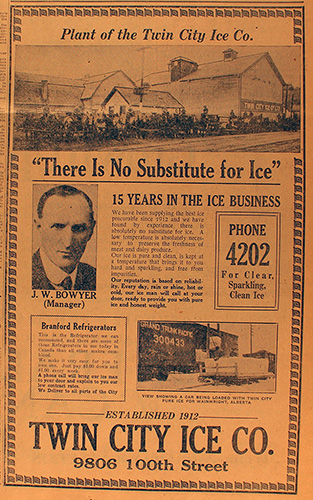 Plant of the Twin City Ice Co.
TWIN CITY ICE CO.
"There Is No Substitute for Ice"
15 YEARS IN THE ICE BUSINESS
We have been supplying the best ice
procurable since 1912 and we have
found by experience there is
absolutely no substitute for ice. A
low temperature is absolutely neces-
sary to preserve the freshness of
meat and dairy produce.
Our ice is pure and clean, is kept at
a temperature that brings it to you
hard and sparkling, and free from
impurities.
Our reputation is based on reliabil-
ity. Every day, rain or shine, hot or
cold, our ice man will call at your
door, ready to provide you with pure
ice and honest weight.
PHONE
4202
For Clear,
Sparkling,
Clean Ice
J. W. BOWYER
(Manager)
Branford Refrigerators
This is the Refrigerator we can
recommend, and there are more of
these Refrigerators in use today in
Canada than all other makes com-
bined.
We make it very easy for you to
own one. Just pay $1.00 down and
$1.00 every week.
A phone call will bring our ice man
to your door and explain to you our
low contract rates.
We Deliver to all parts of the City
GRAND TRUNK PACIFIC
300433
VIEW SHOWING A CAR BEING LOADED WITH TWIN CITY
PURE ICE FOR WAINWRIGHT, ALBERTA
ESTABLISHED 1912
TWIN CITY ICE CO.
9806 100th Street